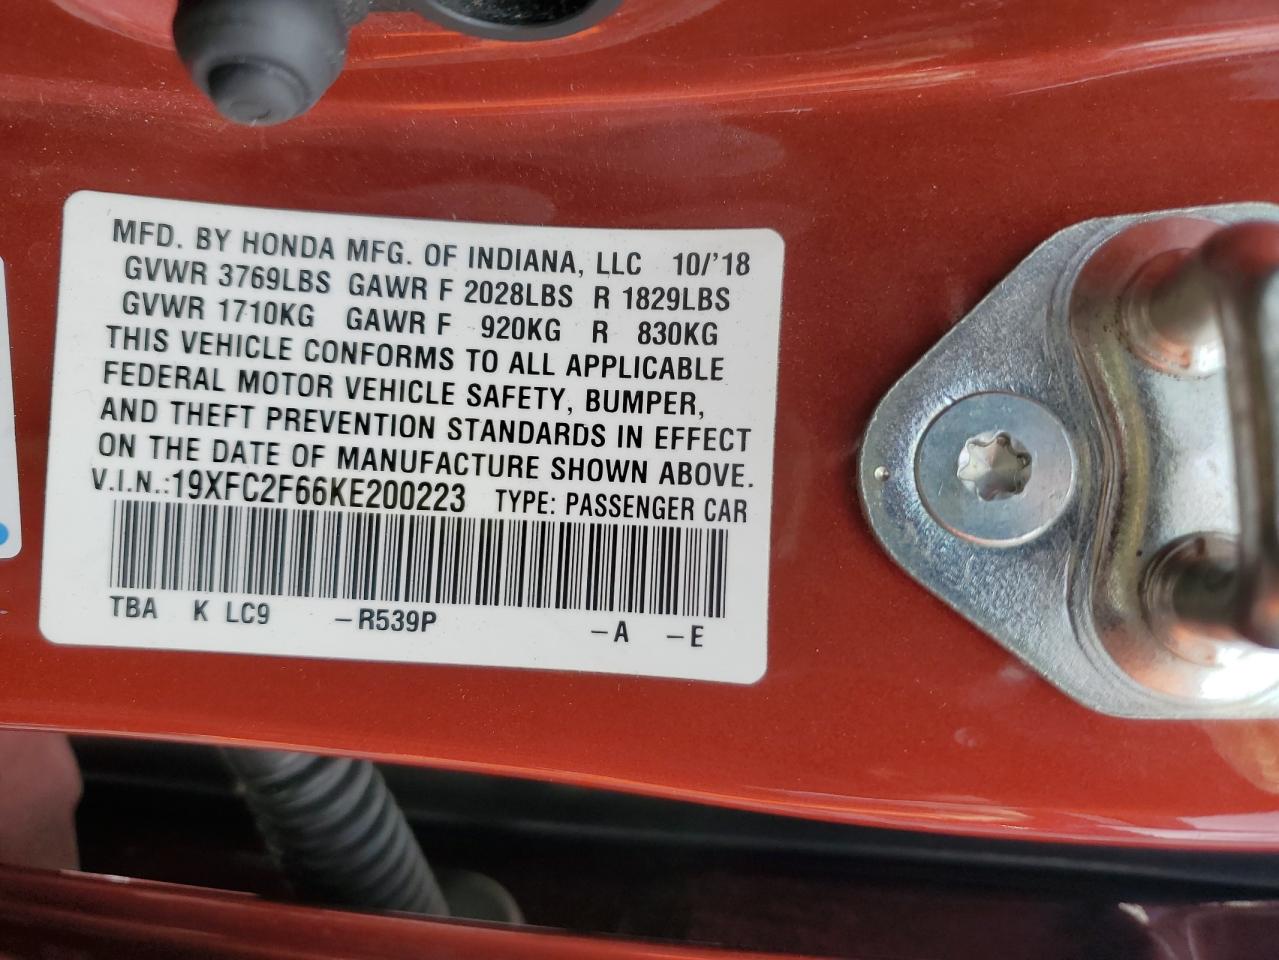 MFD. BY HONDA MFG. OF INDIANA, LLC 10/'18
GVWR 3769LBS GAWR F 2028LBS R 1829LBS
GVWR 1710KG GAWR F 920KG R 830KG
THIS VEHICLE CONFORMS TO ALL APPLICABLE
FEDERAL MOTOR VEHICLE SAFETY, BUMPER,
AND THEFT PREVENTION STANDARDS IN EFFECT
ON THE DATE OF MANUFACTURE SHOWN ABOVE.
V.I.N.:19XFC2F66KE200223 TYPE: PASSENGER CAR
TBA K LC9 –R539P –A –E